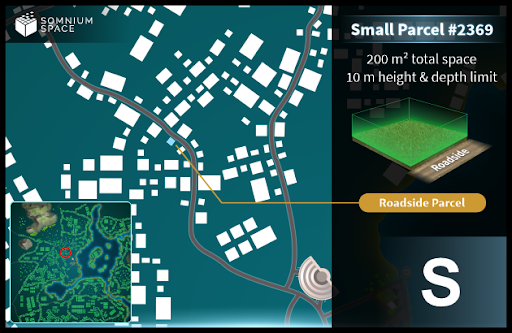 SOMNIUM
SPACE
Small Parcel #2369
200 m² total space
10 m height & depth limit
Roadside
Roadside Parcel
S